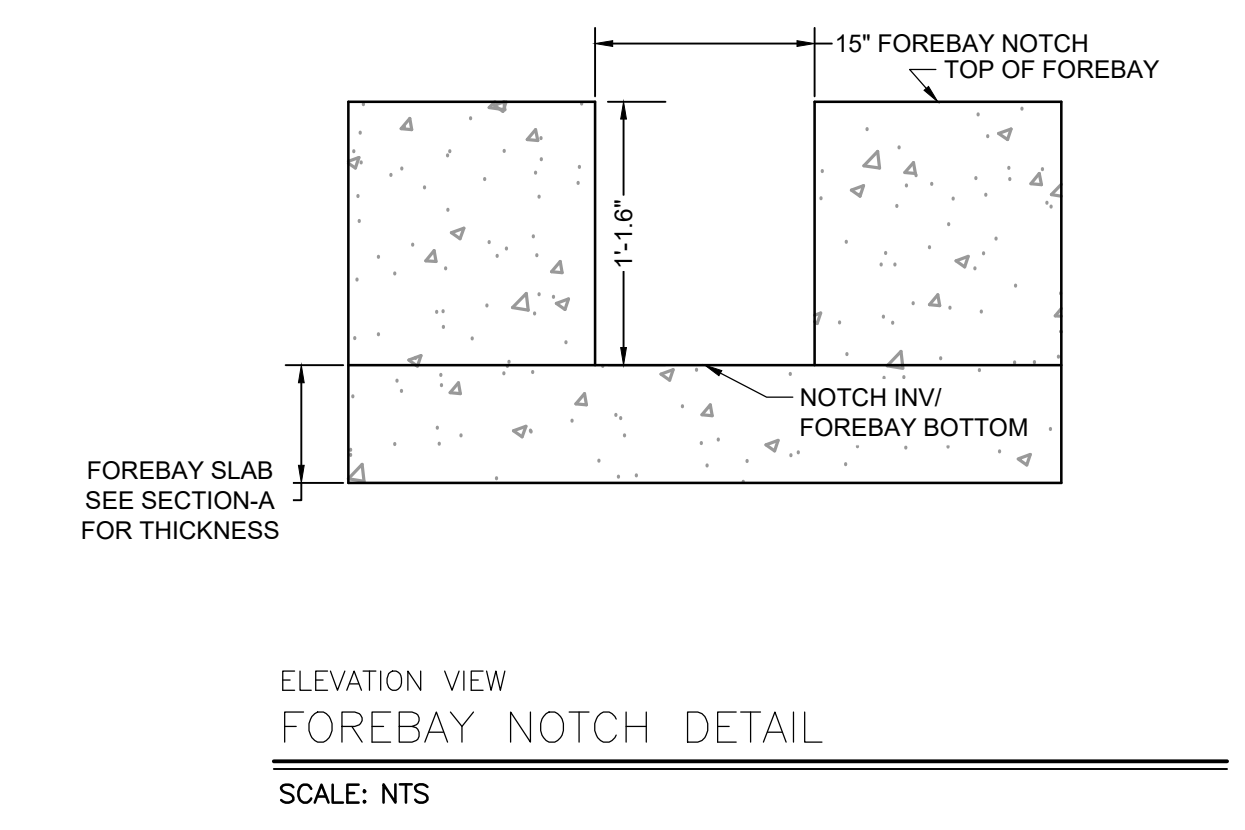 15" FOREBAY NOTCH
TOP OF FOREBAY
1'-1.6"
NOTCH INV/
FOREBAY BOTTOM
FOREBAY SLAB
SEE SECTION-A
FOR THICKNESS
ELEVATION VIEW
FOREBAY NOTCH DETAIL
SCALE: NTS